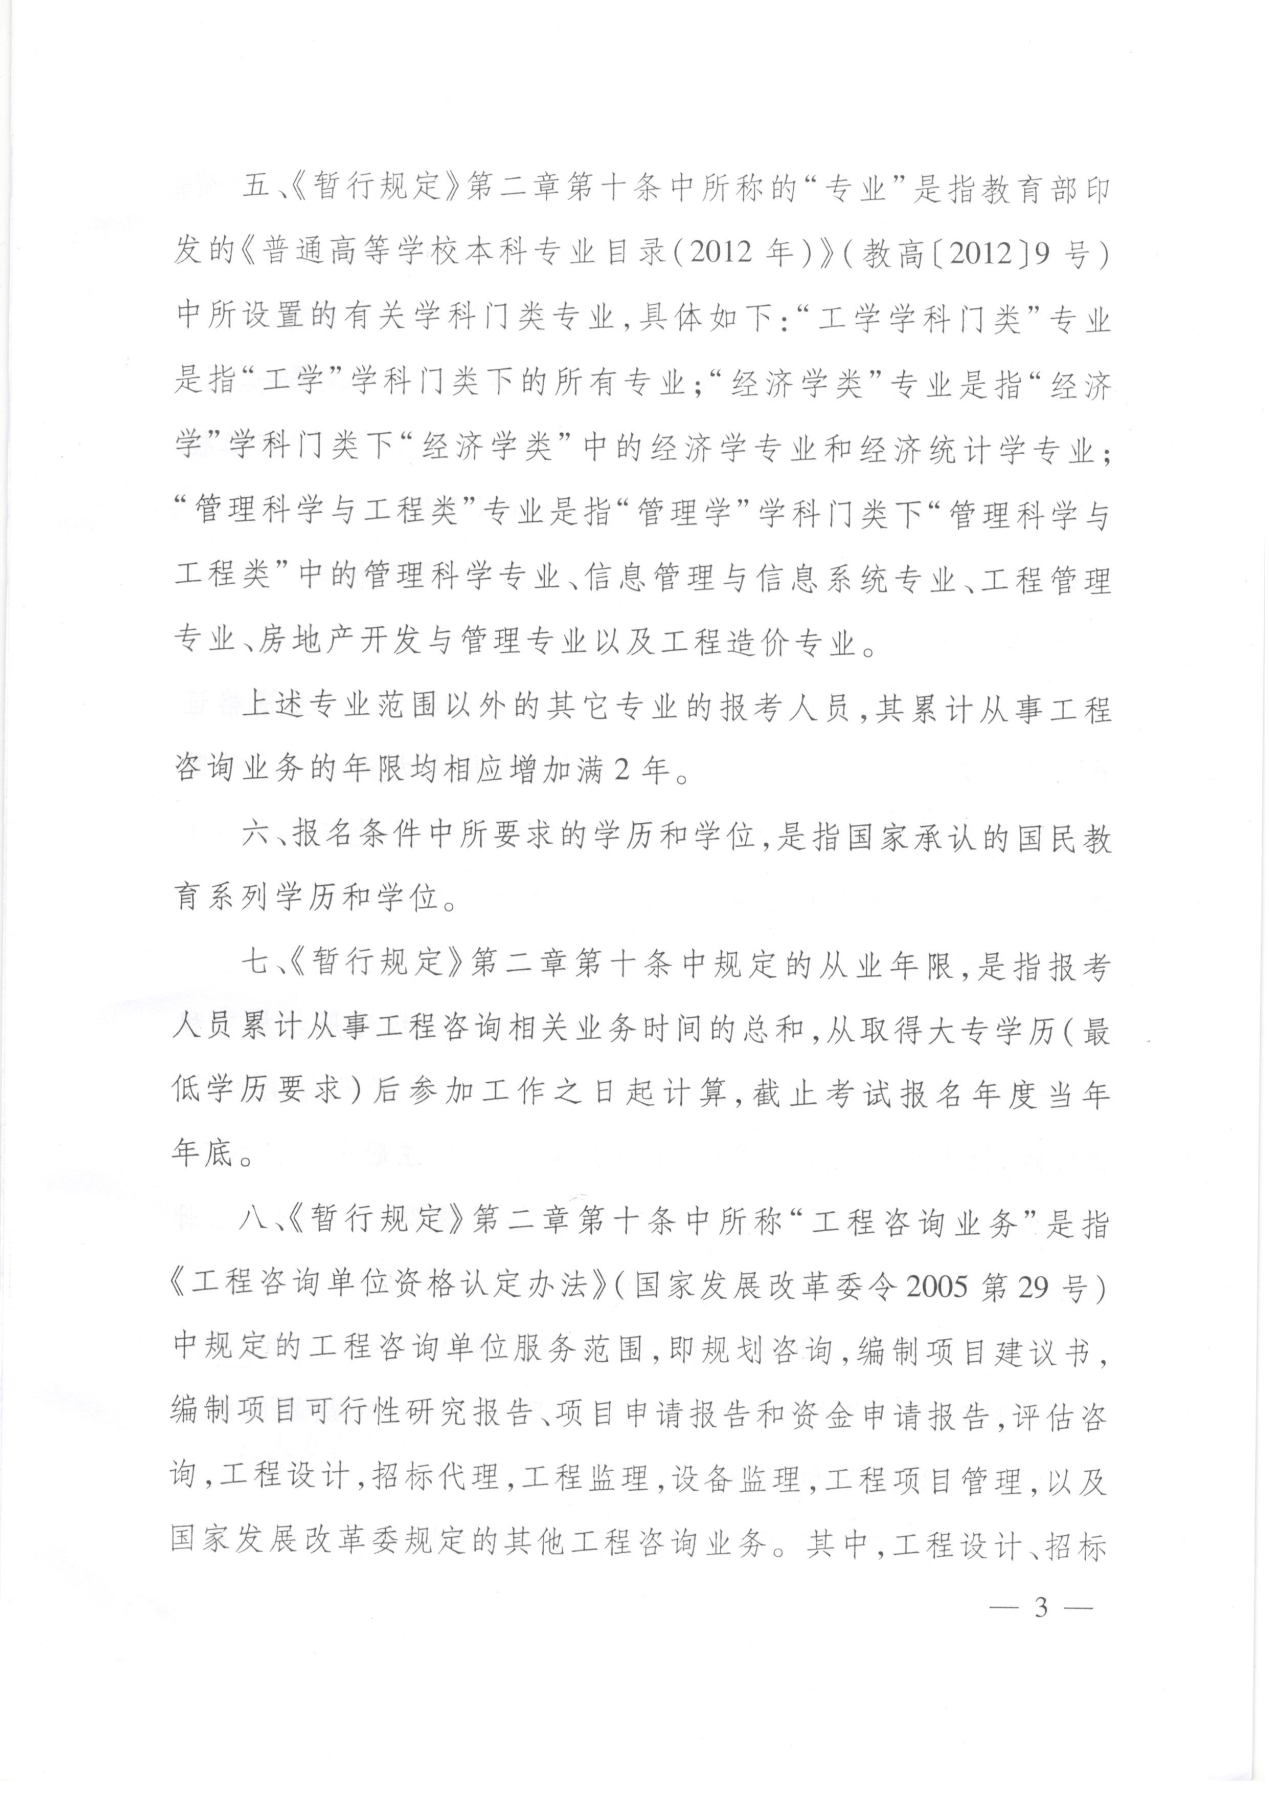 五、《暂行规定》第二章第十条中所称的“专业”是指教育部印
发的《普通高等学校本科专业目录(2012 年)》(教高〔2012〕9 号)
中所设置的有关学科门类专业,具体如下:“工学学科门类”专业
是指“工学”学科门类下的所有专业;“经济学类”专业是指“经济
学”学科门类下“经济学类”中的经济学专业和经济统计学专业;
“管理科学与工程类”专业是指“管理学”学科门类下“管理科学与
工程类”中的管理科学专业、信息管理与信息系统专业、工程管理
专业、房地产开发与管理专业以及工程造价专业。
上述专业范围以外的其它专业的报考人员,其累计从事工程
咨询业务的年限均相应增加满 2 年。
六、报名条件中所要求的学历和学位,是指国家承认的国民教
育系列学历和学位。
七、《暂行规定》第二章第十条中规定的从业年限,是指报考
人员累计从事工程咨询相关业务时间的总和,从取得大专学历(最
低学历要求)后参加工作之日起计算,截止考试报名年度当年
年底。
八、《暂行规定》第二章第十条中所称“工程咨询业务”是指
《工程咨询单位资格认定办法》(国家发展改革委令 2005 第 29 号)
中规定的工程咨询单位服务范围,即规划咨询,编制项目建议书,
编制项目可行性研究报告、项目申请报告和资金申请报告,评估咨
询,工程设计,招标代理,工程监理,设备监理,工程项目管理,以及
国家发展改革委规定的其他工程咨询业务。其中,工程设计、招标
— 3 —